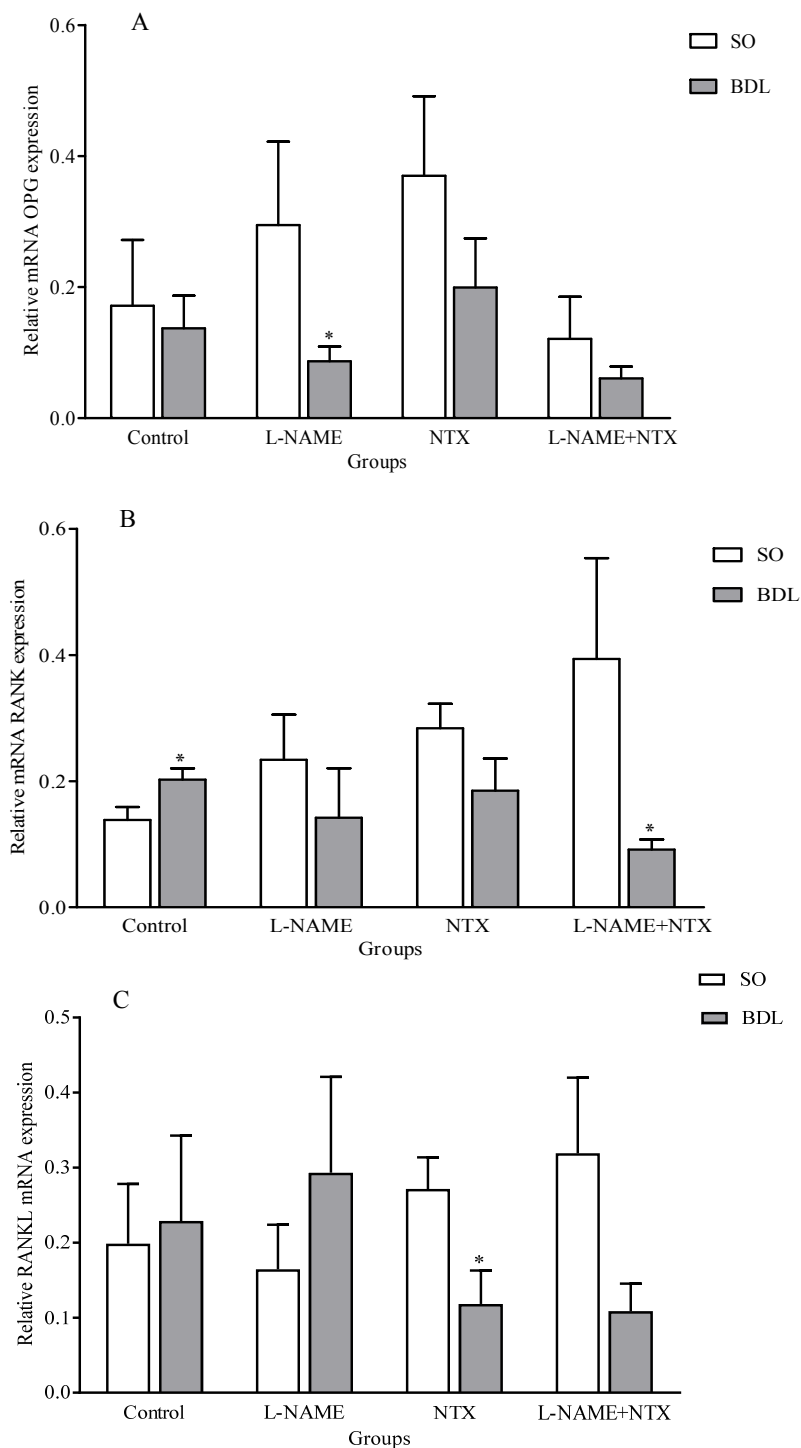 A
SO
BDL
Relative mRNA OPG expression
0.6
0.4
0.2
0.0
*
Control L-NAME NTX L-NAME+NTX
Groups
B
SO
BDL
Relative mRNA RANK expression
0.6
0.4
0.2
0.0
*
*
Control L-NAME NTX L-NAME+NTX
Groups
C
SO
BDL
Relative RANKL mRNA expression
0.5
0.4
0.3
0.2
0.1
0.0
*
Control L-NAME NTX L-NAME+NTX
Groups